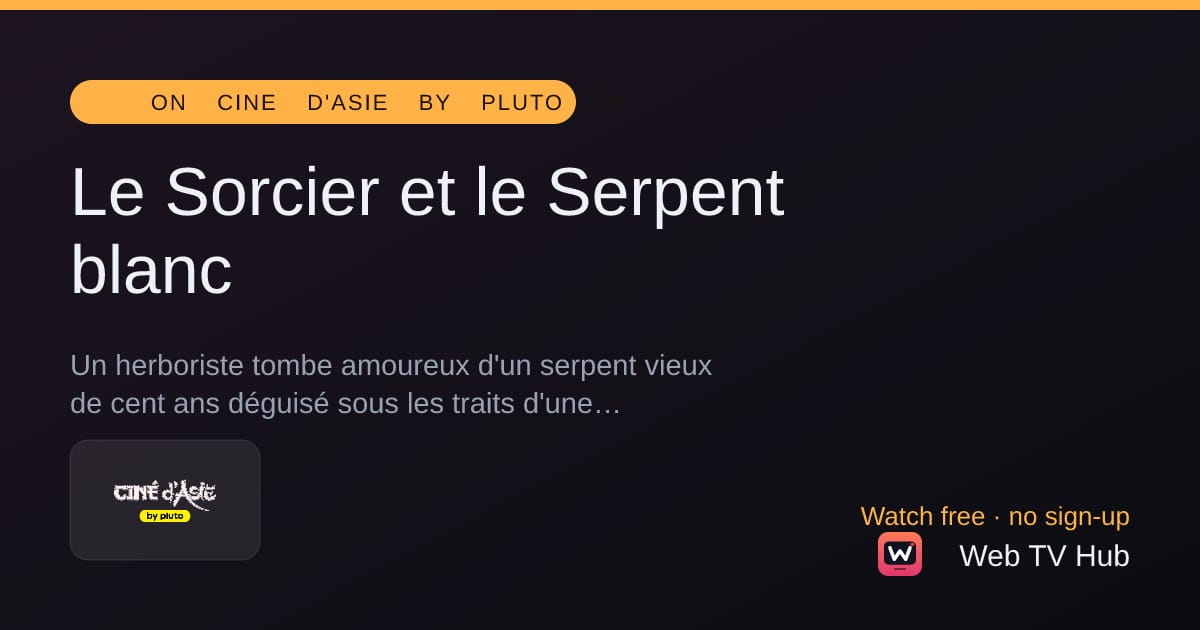 ON CINE D'ASIE BY PLUTO TV
Le Sorcier et le Serpent
blanc
Un herboriste tombe amoureux d'un serpent vieux
de cent ans déguisé sous les traits d'une…
CINÉ d'Asie
by pluto
Watch free · no sign-up
W
Web TV Hub